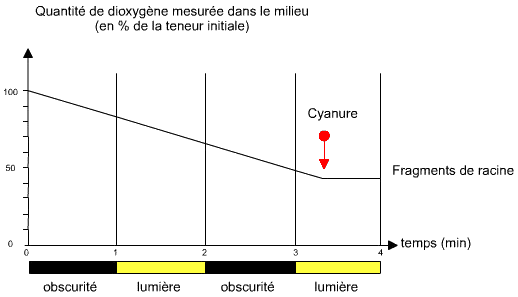 Quantité de dioxygène mesurée dans le milieu
(en % de la teneur initiale)
100
Cyanure
50
Fragments de racine
0
temps (min)
0 1 2 3 4
obscurité lumière obscurité lumière